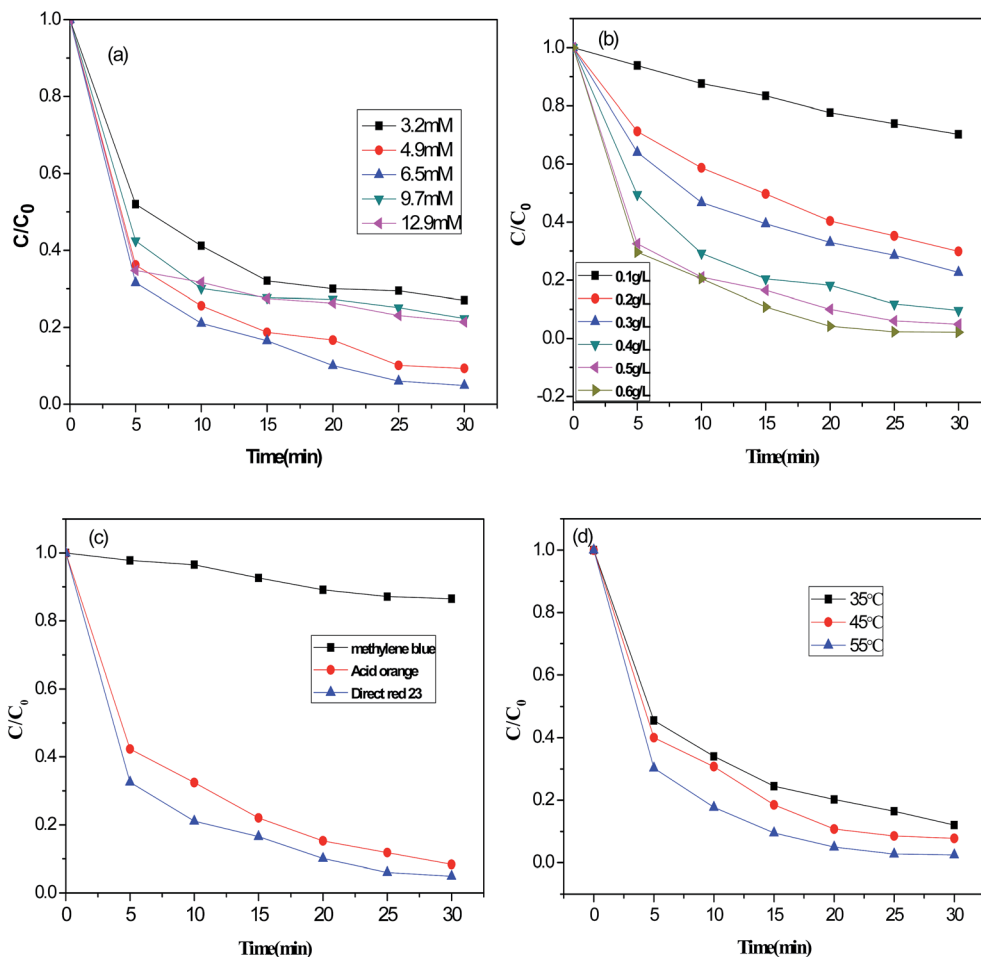 (a)
3.2mM
4.9mM
6.5mM
9.7mM
12.9mM
1.0
0.8
0.6
0.4
0.2
0.0
C/C0
0 5 10 15 20 25 30
Time(min)
(b)
1.0
0.8
0.6
0.4
0.2
0.0
-0.2
C/C0
0.1g/L
0.2g/L
0.3g/L
0.4g/L
0.5g/L
0.6g/L
0 5 10 15 20 25 30
Time(min)
(c)
1.0
0.8
0.6
0.4
0.2
0.0
C/C0
methylene blue
Acid orange
Direct red 23
0 5 10 15 20 25 30
Time(min)
(d)
1.0
0.8
0.6
0.4
0.2
0.0
C/C0
35°C
45°C
55°C
0 5 10 15 20 25 30
Time(min)